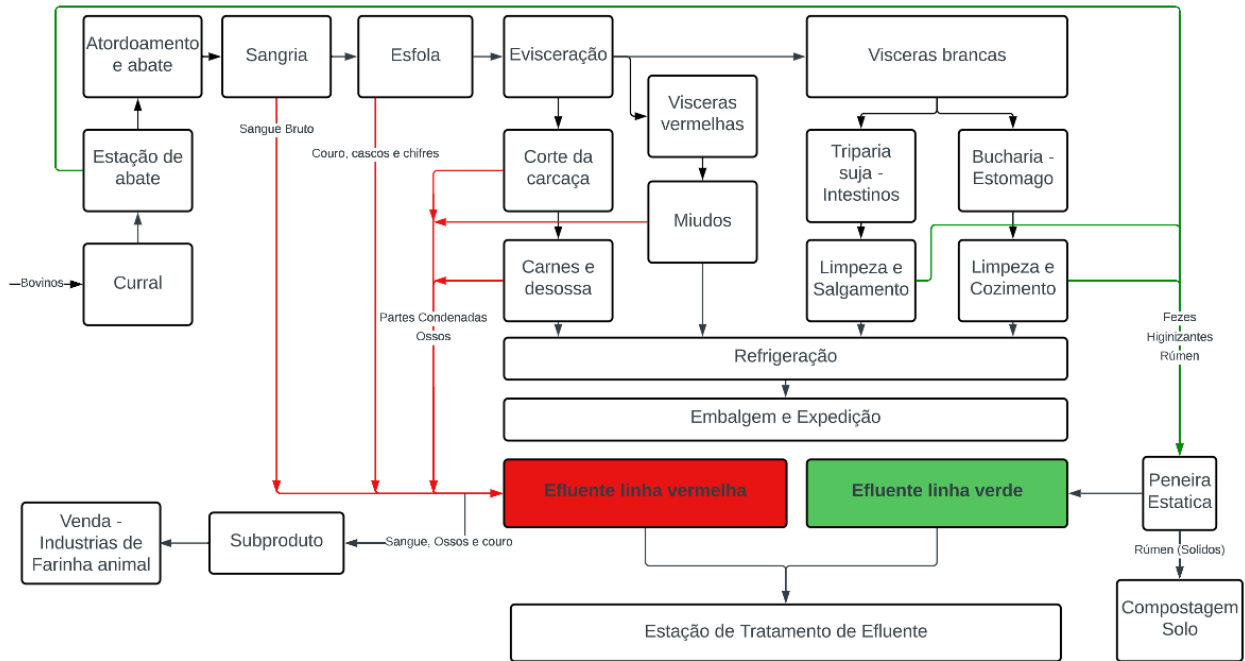 Atordoamento
e abate
Sangria
Esfola
Evisceração
Visceras brancas
Visceras
vermelhas
Sangue Bruto
Couro, cascos e chifres
Estação de
abate
Corte da
carcaça
Triparia
suja -
Intestinos
Bucharia -
Estomago
Miudos
Bovinos
Curral
Carnes e
desossa
Limpeza e
Salgamento
Limpeza e
Cozimento
Partes Condenadas
Ossos
Fezes
Higinizantes
Rúmen
Refrigeração
Embalgem e Expedição
Efluente linha vermelha
Efluente linha verde
Peneira
Estatica
Venda -
Industrias de
Farinha animal
Subproduto
Sangue, Ossos e couro
Rúmen (Solidos)
Compostagem
Solo
Estação de Tratamento de Efluente